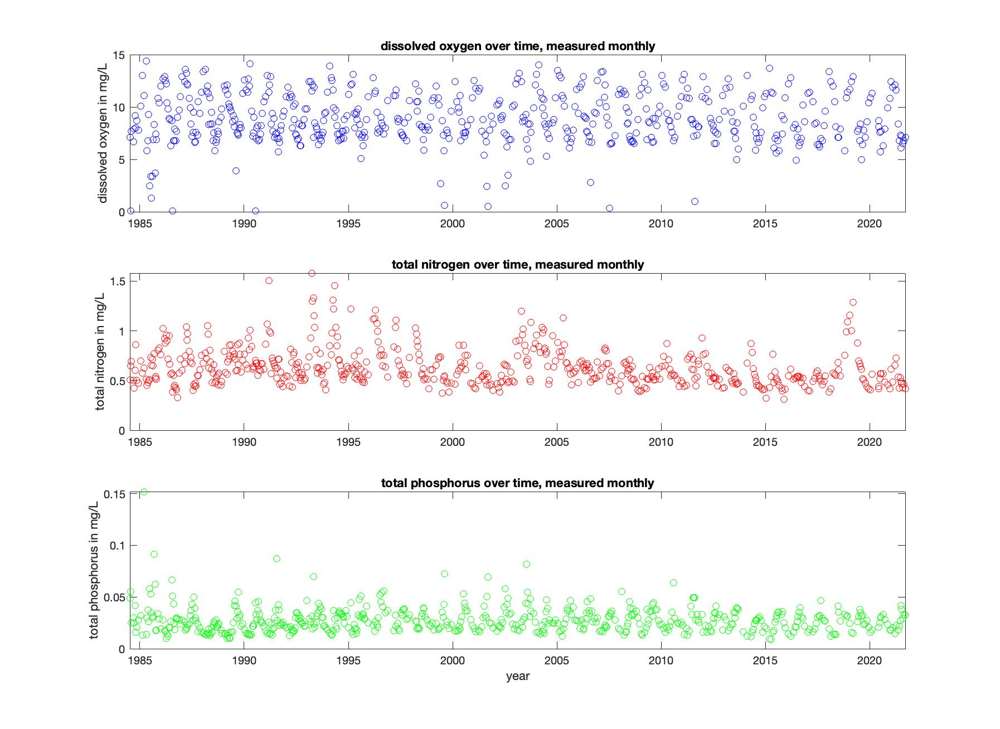 dissolved oxygen over time, measured monthly
dissolved oxygen in mg/L
15
10
5
0
1985 1990 1995 2000 2005 2010 2015 2020
total nitrogen over time, measured monthly
total nitrogen in mg/L
1.5
1
0.5
0
1985 1990 1995 2000 2005 2010 2015 2020
total phosphorus over time, measured monthly
total phosphorus in mg/L
0.15
0.1
0.05
0
1985 1990 1995 2000 2005 2010 2015 2020
year